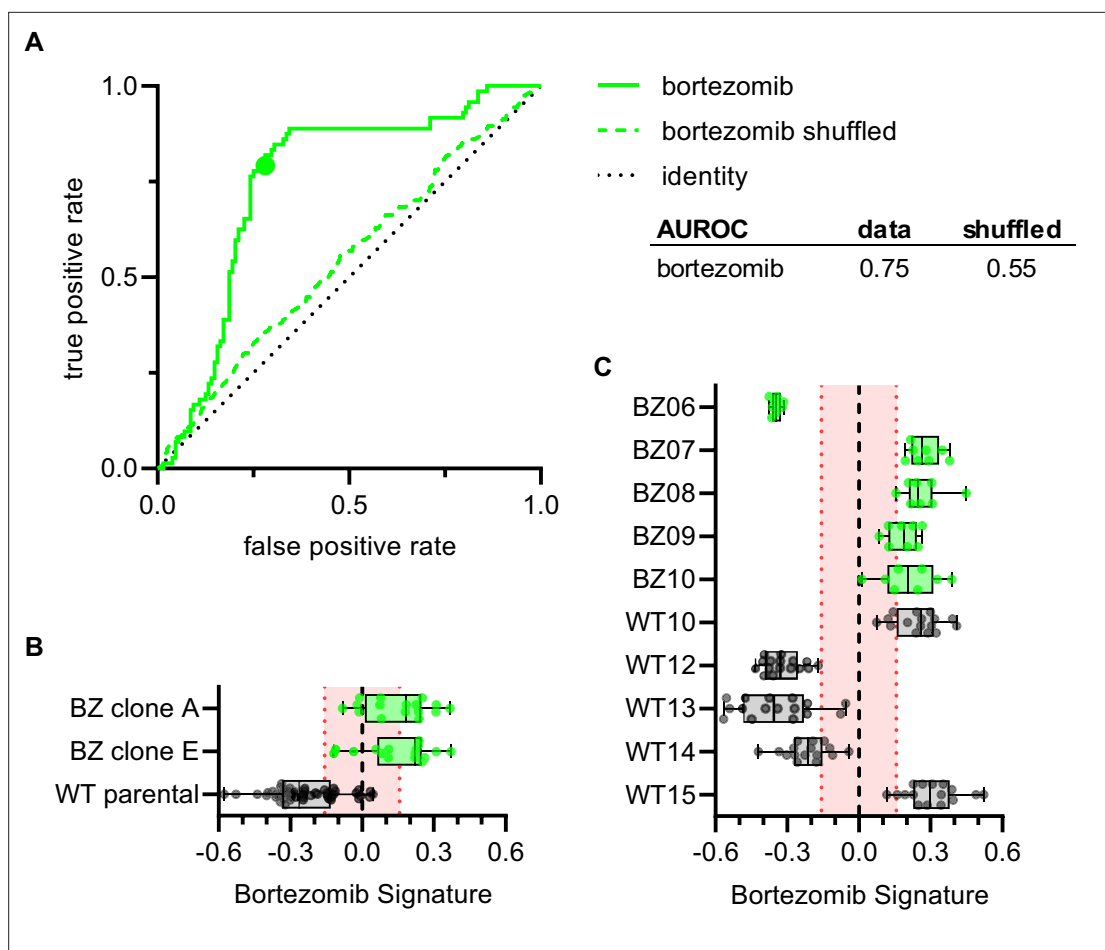 A
1.0
0.5
0.0
0.0
0.5
1.0
true positive rate
false positive rate
bortezomib
bortezomib shuffled
identity
AUROC data shuffled
bortezomib 0.75 0.55
B
BZ clone A
BZ clone E
WT parental
-0.6 -0.3 0.0 0.3 0.6
Bortezomib Signature
C
BZ06
BZ07
BZ08
BZ09
BZ10
WT10
WT12
WT13
WT14
WT15
-0.6 -0.3 0.0 0.3 0.6
Bortezomib Signature